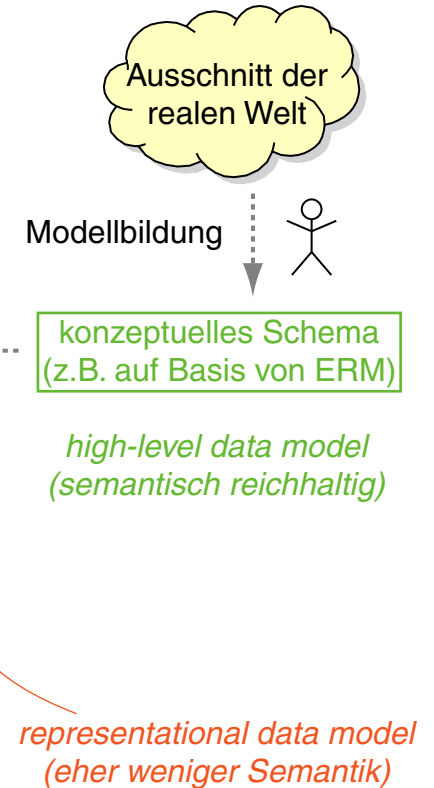 Ausschnitt der
realen Welt
Modellbildung
konzeptuelles Schema
(z.B. auf Basis von ERM)
high-level data model
(semantisch reichhaltig)
representational data model
(eher weniger Semantik)